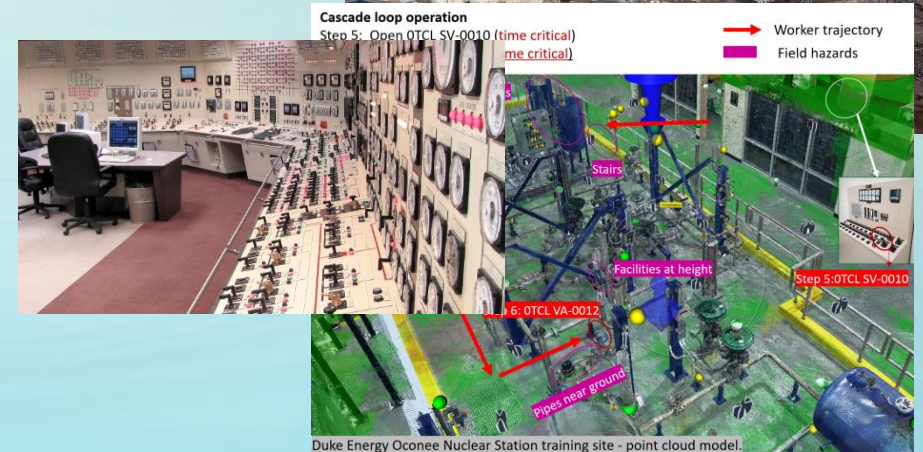 Cascade loop operation
Step 5: Open 0TCL SV-0010 (time critical)
me critical)
Worker trajectory
Field hazards
s
Stairs
Facilities at height
Step 5:0TCL SV-0010
p 6: 0TCL VA-0012
Pipes near ground
Duke Energy Oconee Nuclear Station training site - point cloud model.